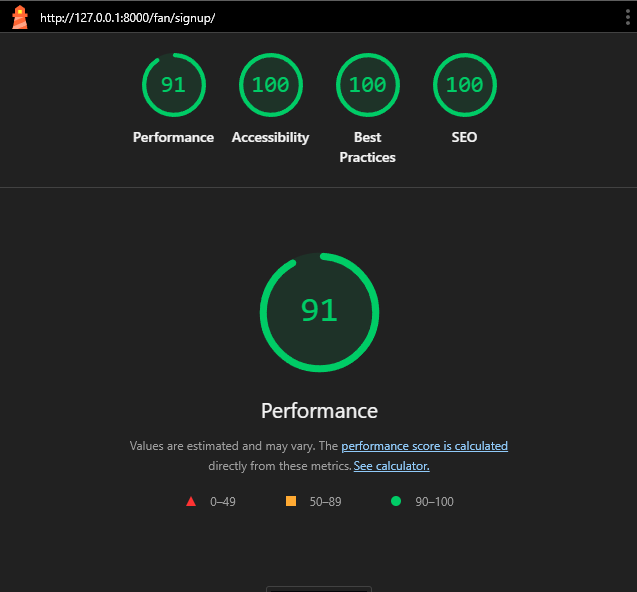 http://127.0.0.1:8000/fan/signup/
91 100 100 100
Performance Accessibility Best Practices SEO
91
Performance
Values are estimated and may vary. The performance score is calculated
directly from these metrics. See calculator.
0–49 50–89 90–100